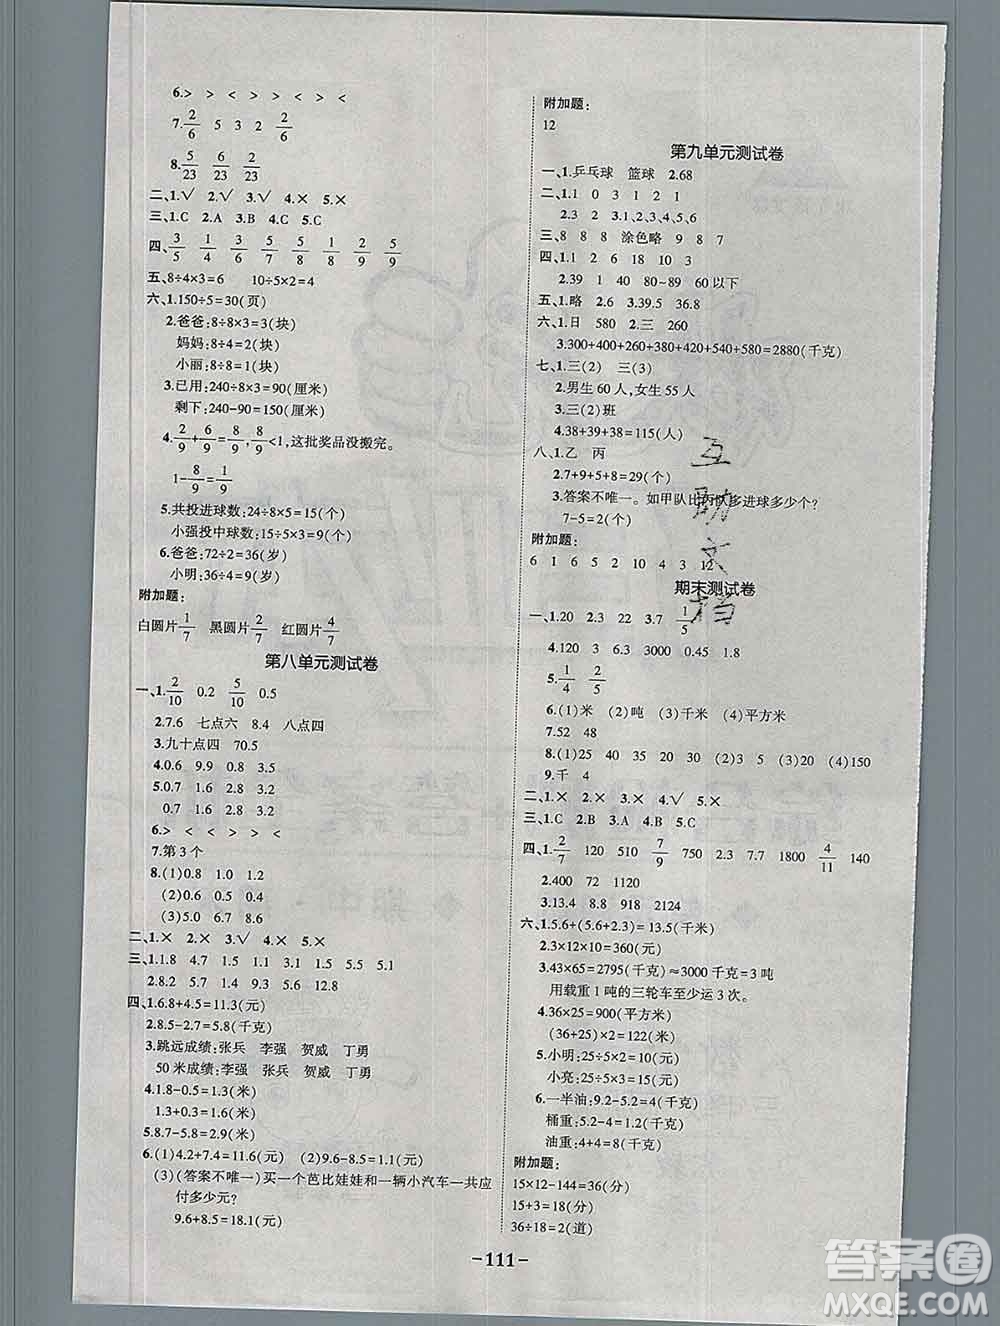 6.> < > > < > <
7.2/6 5 3 2 2/6
8.5/23 6/23 4/23
二、1.√ 2.√ 3.√ 4.× 5.×
三、1.C 2.A 3.B 4.C
四、3/5 1/4 3/4 5/6 5/8 1/8 2/9 4/5
五、8÷4×3=6 10÷5×2=4
六、1.150÷5=30(页)
2.爸爸:8÷8×3=3(块)
妈妈:8÷4=2(块)
小丽:8÷8=1(块)
3.已用:240÷8×3=90(厘米)
剩下:240-90=150(厘米)
4.2/9+6/9=8/9,8/9<1,这批奖品没搬完。
1-8/9=1/9
5.共投进球数:24÷8×5=15(个)
小强投中球数:15÷5×3=9(个)
6.爸爸:72÷2=36(岁)
小明:36÷4=9(岁)
附加题:
白圆片1/7 黑圆片2/7 红圆片4/7
第八单元测试卷
一、1.2/10 0.2 5/10 0.5
2.7.6 七点六 8.4 八点四
3.九十点四 70.5
4.0.6 9.9 0.8 3.2
5.0.7 1.6 2.8 3.2
0.7 1.6 2.8 3.2
6.> < < > > <
7.第3个
8.(1)0.8 1.0 1.2
(2)0.6 0.5 0.4
(3)5.0 6.7 8.6
二、1.× 2.× 3.√ 4.× 5.×
三、1.1.8 4.7 1.5 1.8 5.1
2.8.2 9.2 3.1 5.6 12.8
四、1.6.8+4.5=11.3(元)
2.8.5-2.7=5.8(千克)
3.跳远成绩:张兵 李强 贺威 丁勇
50米成绩:李强 张兵 贺威 丁勇
4.1.8-0.5=1.3(米)
1.3+0.3=1.6(米)
5.8.7-5.8=2.9(米)
6.(1)4.2+7.4=11.6(元) (2)9.6-8.5=1.1(元)
(3)(答案不唯一)买一个芭比娃娃和一辆小汽车一共应
付多少元?
9.6+8.5=18.1(元)
附加题:
12
第九单元测试卷
一、1.乒乓球 篮球 2.68
二、1.1 0 3 1 2 1
2.3 2 3.1、3、5、6
三、8 8 8 涂色略 9 8 7
四、1.2 6 18 10 3
2.39 1 40 80-89 60以下
五、1.略 2.6 3.39.5 36.8
六、1.日 580 2.三 260
3.300+400+260+380+420+540+580=2880(千克)
七、1.三(2) 三(3)
2.男生60人,女生55人
3.三(2)班
4.38+39+38=115(人)
八、1.乙 丙
2.7+9+5+8=29(个)
3.答案不唯一。如甲队比丙队多进球多少个?
7-5=2(个)
附加题:
6 1 6 5 2 10 4 3 12
互助文档
期末测试卷
一、1.20 2.3 22 3.7 1/5
4.120 3 6.3 3000 0.45 1.8
5.1/4 2/5
6.(1)米 (2)吨 (3)千米 (4)平方米
7.52 48
8.(1)25 40 35 20 30 (2)3 (3)5 (4)150
9.千 4
二、1.× 2.× 3.× 4.√ 5.×
三、1.C 2.B 3.A 4.B 5.C
四、1.2/7 120 510 7/9 750 2.3 7.7 1800 4/11 140
2.400 72 1120
3.13.4 8.8 918 2124
六、1.5.6+(5.6+2.3)=13.5(千米)
2.3×12×10=360(元)
3.43×65=2795(千克)≈3000千克=3吨
用载重1吨的三轮车至少运3次。
4.36×25=900(平方米)
(36+25)×2=122(米)
5.小明:25÷5×2=10(个)
小亮:25÷5×3=15(个)
6.一半油:9.2-5.2=4(千克)
桶重:5.2-4=1.2(千克)
油重:4+4=8(千克)
附加题:
15×12-144=36(分)
15+3=18(分)
36÷18=2(道)
-111-
答案圈
MXQE.COM